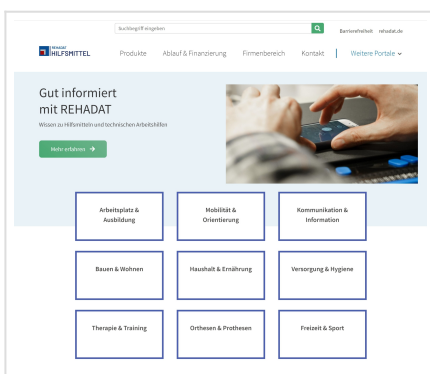 Suchbegriff eingeben
Barrierefreiheit rehadat.de
REHADAT
HILFSMITTEL
Produkte Ablauf & Finanzierung Firmenbereich Kontakt Weitere Portale
Gut informiert
mit REHADAT
Wissen zu Hilfsmitteln und technischen Arbeitshilfen
Mehr erfahren
Arbeitsplatz &
Ausbildung
Mobilität &
Orientierung
Kommunikation &
Information
Bauen & Wohnen
Haushalt & Ernährung
Versorgung & Hygiene
Therapie & Training
Orthesen & Prothesen
Freizeit & Sport